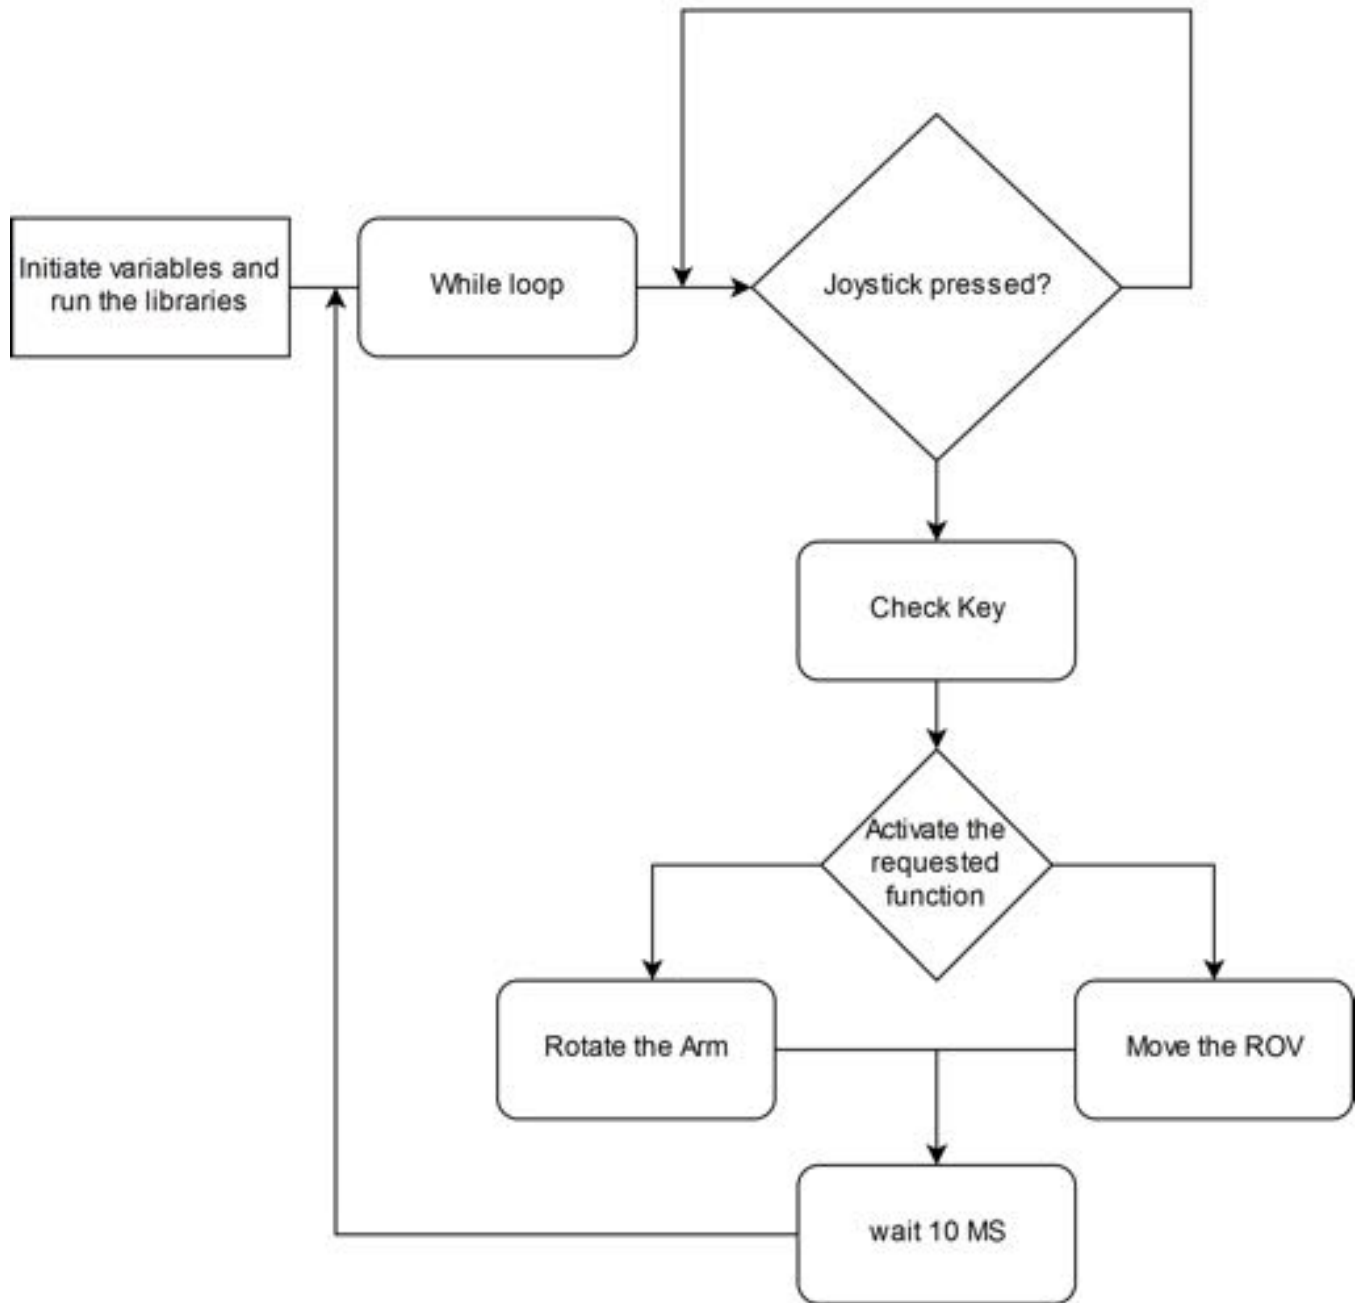 Initiate variables and
run the libraries
While loop
Joystick pressed?
Check Key
Activate the
requested
function
Rotate the Arm
Move the ROV
wait 10 MS